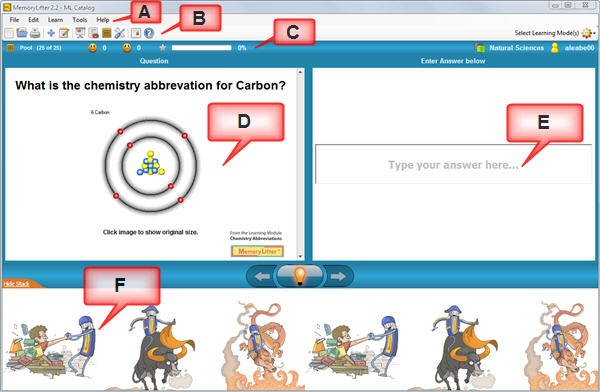 MemoryLifter 2.2 - ML Catalog
File Edit Learn Tools Help
A
B
Select Learning Mode(s)
C
Pool (25 of 25) 0 0 0% Natural Sciences aleabe00
Question
Enter Answer below
What is the chemistry abbrevation for Carbon?
6 Carbon
D
E
Type your answer here...
Click image to show original size.
From the Learning Module
Chemistry Abbreviations
MemoryLifter
Hide Stack
F